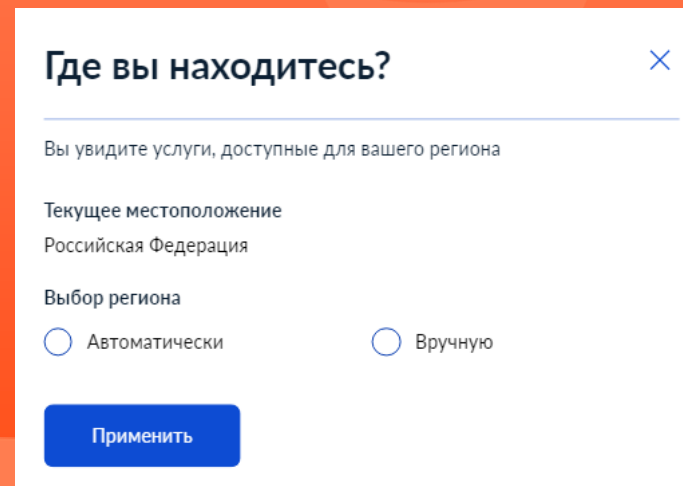 Где вы находитесь?
Вы увидите услуги, доступные для вашего региона
Текущее местоположение
Российская Федерация
Выбор региона
Автоматически Вручную
Применить